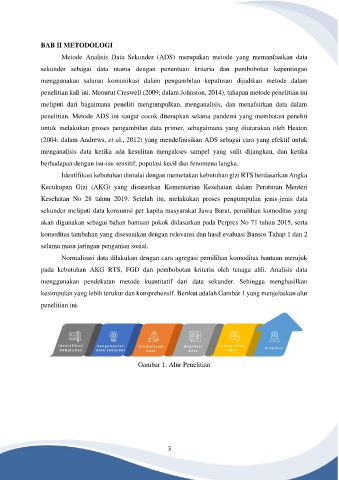 BAB II METODOLOGI
Metode Analisis Data Sekunder (ADS) merupakan metode yang memanfaatkan data
sekunder sebagai data utama dengan penentuan kriteria dan pembobotan kepentingan
menggunakan saluran komunikasi dalam pengambilan keputusan dijadikan metode dalam
penelitian kali ini. Menurut Creswell (2009; dalam Johnston, 2014), tahapan metode penelitian ini
meliputi dari bagaimana peneliti mengumpulkan, menganalisis, dan menafsirkan data dalam
penelitian. Metode ADS ini sangat cocok diterapkan selama pandemi yang membatasi peneliti
untuk melakukan proses pengambilan data primer, sebagaimana yang diutarakan oleh Heaton
(2004; dalam Andrews, et al., 2012) yang mendefinisikan ADS sebagai cara yang efektif untuk
menganalisis data ketika ada kesulitan mengakses sampel yang sulit dijangkau, dan ketika
berhadapan dengan isu-isu sensitif, populasi kecil dan fenomena langka.
Identifikasi kebutuhan dimulai dengan memetakan kebutuhan gizi RTS berdasarkan Angka
Kecukupan Gizi (AKG) yang disarankan Kementerian Kesehatan dalam Peraturan Menteri
Kesehatan No 28 tahun 2019. Setelah itu, melakukan proses pengumpulan jenis-jenis data
sekunder meliputi data konsumsi per kapita masyarakat Jawa Barat, pemilihan komoditas yang
akan digunakan sebagai bahan bantuan pokok didasarkan pada Perpres No 71 tahun 2015, serta
komoditas tambahan yang disesuaikan dengan relevansi dan hasil evaluasi Bansos Tahap 1 dan 2
selama masa jaringan pengaman sosial.
Normalisasi data dilakukan dengan cara agregasi pemilihan komoditas bantuan merujuk
pada kebutuhan AKG RTS, FGD dan pembobotan kriteria oleh tenaga ahli. Analisis data
menggunakan pendekatan metode kuantitatif dari data sekunder. Sehingga menghasilkan
kesimpulan yang lebih terukur dan komprehensif. Berikut adalah Gambar 1 yang menjelaskan alur
penelitian ini.
Identifikasi Kebutuhan
Pengumpulan data sekunder
Normalisasi Data
Analisis Data
Data
Simpulan
Gambar 1. Alur Penelitian
3